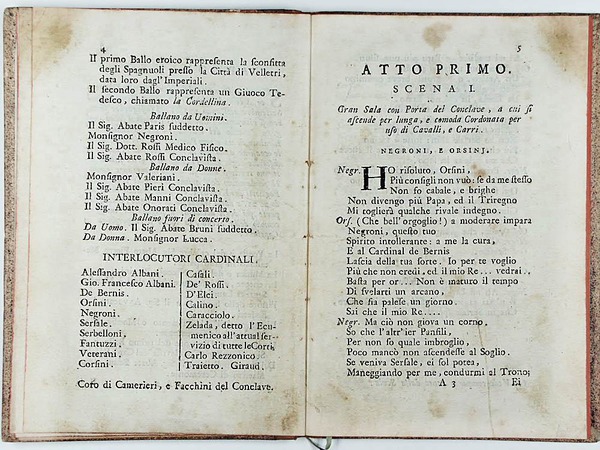 4
Il primo Ballo eroico rappresenta la sconfitta
degli Spagnuoli presso la Città di Velletri,
data loro dagl'Imperiali.
Il secondo Ballo rappresenta un Giuoco Te-
desco, chiamato la Cordellina.
Ballano da Uomini.
Il Sig. Abate Paris suddetto.
Monsignor Negroni.
Il Sig. Dott. Rossi Medico Fisico.
Il Sig. Abate Rossi Conclavista.
Ballano da Donne.
Monsignor Valeriani.
Il Sig. Abate Pieri Conclavista.
Il Sig. Abate Manni Conclavista.
Il Sig. Abate Onorati Conclavista.
Ballano fuori di concerto.
Da Uomo. Il Sig. Abate Bruni suddetto.
Da Donna. Monsignor Lucca.
INTERLOCUTORI CARDINALI.
Alessandro Albani.
Gio. Francesco Albani.
De Bernis.
Orsini.
Negroni.
Sersale.
Serbelloni.
Fantuzzi.
Veterani.
Corsini.
Casali.
De' Rossi.
D'Elci.
Calino.
Caracciolo.
Zelada, detto l'Ecu-
menico all'attual ser-
vizio di tutte le Corti.
Carlo Rezzonico.
Traietto. Giraud.
Coro di Camerieri, e Facchini del Conclave.
5
ATTO PRIMO.
SCENA I.
Gran Sala con Porta del Conclave, a cui si
ascende per lunga, e comoda Cordonata per
uso di Cavalli, e Carri.
NEGRONI, E ORSINI.
Negr. HO risoluto, Orsini,
Più consigli non vuò: se da me stesso
Non fo cabale, e brighe
Non divengo più Papa, ed il Triregno
Mi toglierà qualche rivale indegno.
Ors. (Che bell'orgoglio!) a moderare impara
Negroni, questo tuo
Spirito intollerante: a me la cura,
E al Cardinal de Bernis
Lascia della tua sorte. Io per te voglio
Più che non credi, ed il mio Re... vedrai.,
Basta per or... Non è maturo il tempo
Di svelarti un arcano,
Che sia palese un giorno.
Sai che il mio Re....
Negr. Ma ciò non giova un corno,
So che l'altr'ier Panfili,
Per non so quale imbroglio,
Poco mancò non ascendesse al Soglio.
Se veniva Sersale, ei sol potea,
Maneggiando per me, condurmi al Trono;
A 3
Ei